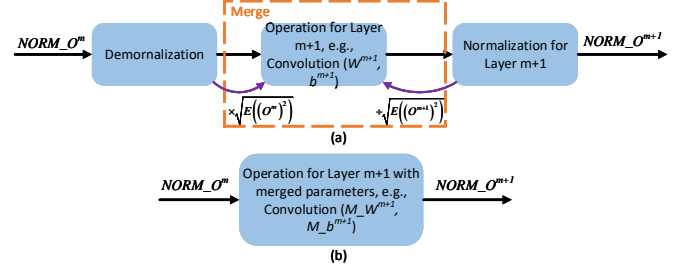 Merge
NORM_O^m
Demornalization
Operation for Layer
m+1, e.g.,
Convolution (W^{m+1},
b^{m+1})
Normalization for
Layer m+1
NORM_O^{m+1}
×√E((O^m)^2)
÷√E((O^{m+1})^2)
(a)
NORM_O^m
Operation for Layer m+1 with
merged parameters, e.g.,
Convolution (M_W^{m+1},
M_b^{m+1})
NORM_O^{m+1}
(b)